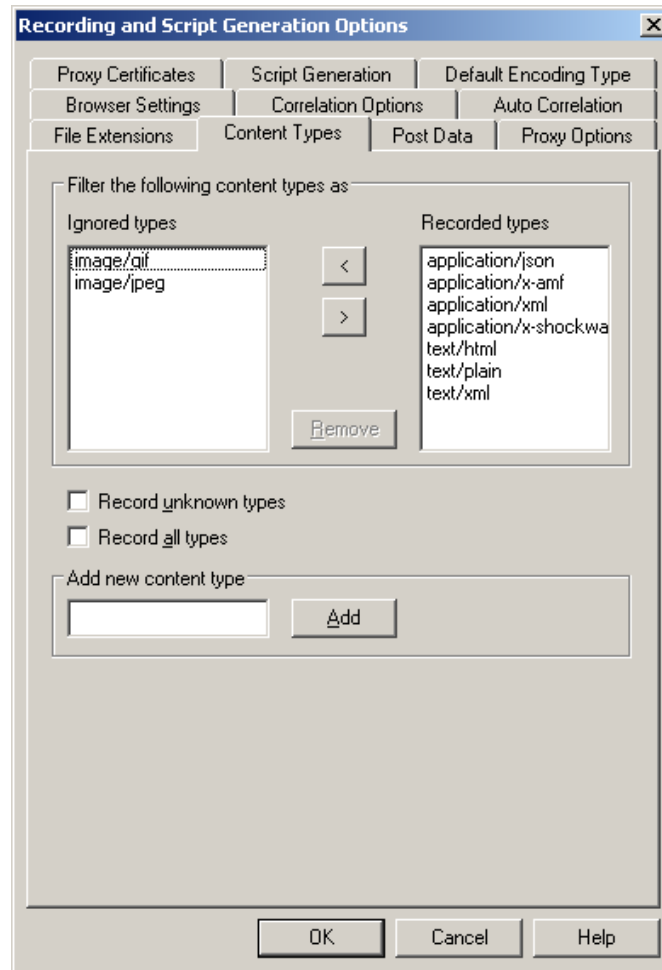 Recording and Script Generation Options
Proxy Certificates Script Generation Default Encoding Type
Browser Settings Correlation Options Auto Correlation
File Extensions Content Types Post Data Proxy Options
Filter the following content types as
Ignored types
image/gif
image/jpeg
<
>
Remove
Recorded types
application/json
application/x-amf
application/xml
application/x-shockwa
text/html
text/plain
text/xml
Record unknown types
Record all types
Add new content type
Add
OK Cancel Help